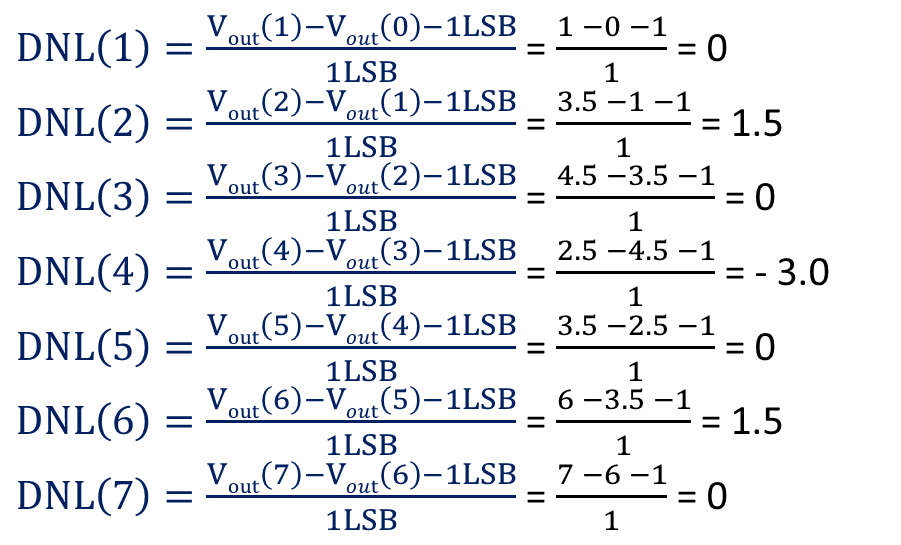 DNL(1) = (V_out(1)−V_out(0)−1LSB)/(1LSB) = (1 −0 −1)/1 = 0
DNL(2) = (V_out(2)−V_out(1)−1LSB)/(1LSB) = (3.5 −1 −1)/1 = 1.5
DNL(3) = (V_out(3)−V_out(2)−1LSB)/(1LSB) = (4.5 −3.5 −1)/1 = 0
DNL(4) = (V_out(4)−V_out(3)−1LSB)/(1LSB) = (2.5 −4.5 −1)/1 = - 3.0
DNL(5) = (V_out(5)−V_out(4)−1LSB)/(1LSB) = (3.5 −2.5 −1)/1 = 0
DNL(6) = (V_out(6)−V_out(5)−1LSB)/(1LSB) = (6 −3.5 −1)/1 = 1.5
DNL(7) = (V_out(7)−V_out(6)−1LSB)/(1LSB) = (7 −6 −1)/1 = 0